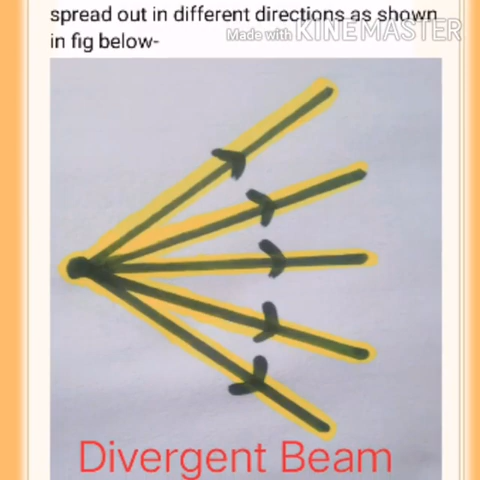 spread out in different directions as shown
in fig below-
Made with KINEMASTER
Divergent Beam